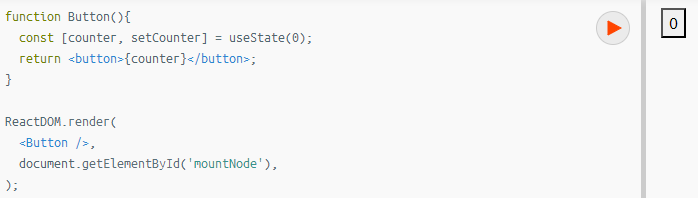 function Button(){
  const [counter, setCounter] = useState(0);
  return <button>{counter}</button>;
}

ReactDOM.render(
  <Button />,
  document.getElementById('mountNode'),
);
0